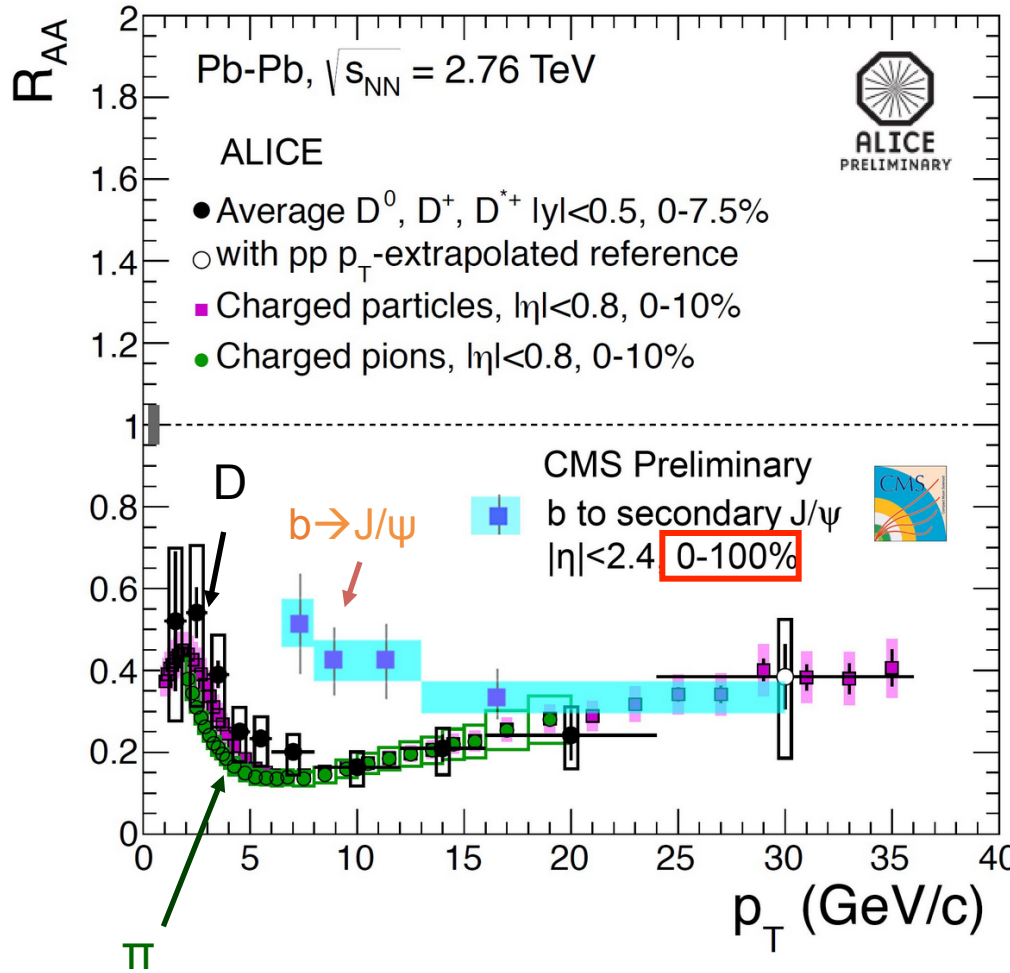 R_AA
2
1.8
1.6
1.4
1.2
1
0.8
0.6
0.4
0.2
0
Pb-Pb, √s_NN = 2.76 TeV
ALICE
PRELIMINARY
ALICE
Average D⁰, D⁺, D*⁺ |y|<0.5, 0-7.5%
with pp p_T-extrapolated reference
Charged particles, |η|<0.8, 0-10%
Charged pions, |η|<0.8, 0-10%
D
b→J/ψ
CMS Preliminary
b to secondary J/ψ
|η|<2.4, 0-100%
CMS
0 5 10 15 20 25 30 35 40
p_T (GeV/c)
π